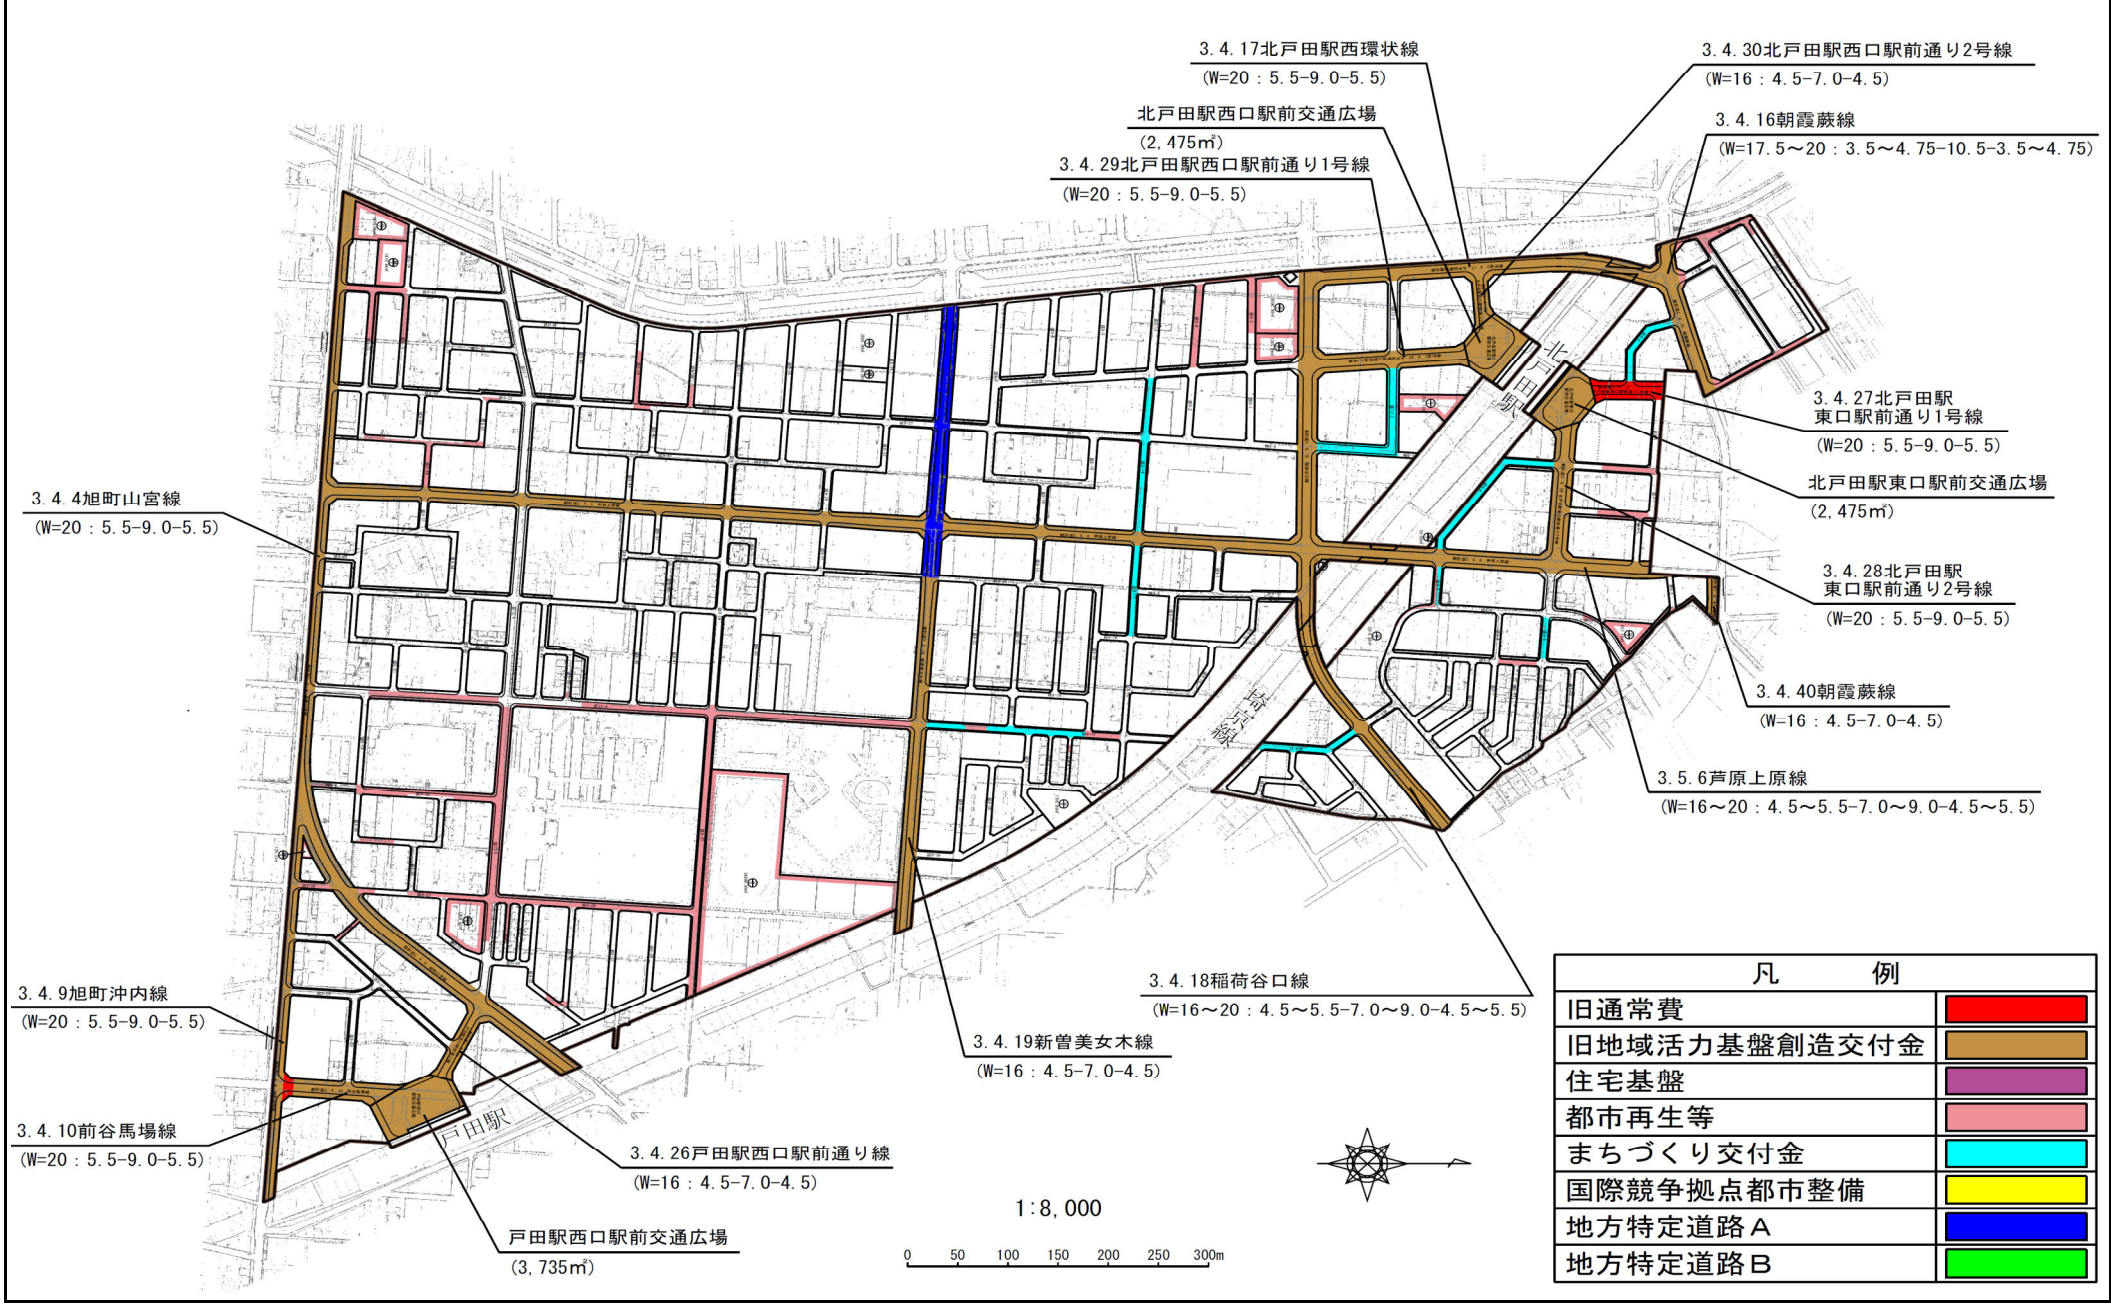 3.4.17北戸田駅西環状線
(W=20 : 5.5-9.0-5.5)
3.4.30北戸田駅西口駅前通り2号線
(W=16 : 4.5-7.0-4.5)
北戸田駅西口駅前交通広場
(2,475㎡)
3.4.16朝霞蕨線
(W=17.5～20 : 3.5～4.75-10.5-3.5～4.75)
3.4.29北戸田駅西口駅前通り1号線
(W=20 : 5.5-9.0-5.5)
北戸田駅
3.4.27北戸田駅
東口駅前通り1号線
(W=20 : 5.5-9.0-5.5)
北戸田駅東口駅前交通広場
(2,475㎡)
3.4.4旭町山宮線
(W=20 : 5.5-9.0-5.5)
3.4.28北戸田駅
東口駅前通り2号線
(W=20 : 5.5-9.0-5.5)
埼京線
3.4.40朝霞蕨線
(W=16 : 4.5-7.0-4.5)
3.5.6芦原上原線
(W=16～20 : 4.5～5.5-7.0～9.0-4.5～5.5)
3.4.18稲荷谷口線
(W=16～20 : 4.5～5.5-7.0～9.0-4.5～5.5)
3.4.9旭町沖内線
(W=20 : 5.5-9.0-5.5)
3.4.19新曽美女木線
(W=16 : 4.5-7.0-4.5)
3.4.10前谷馬場線
(W=20 : 5.5-9.0-5.5)
戸田駅
3.4.26戸田駅西口駅前通り線
(W=16 : 4.5-7.0-4.5)
戸田駅西口駅前交通広場
(3,735㎡)
1:8,000
0 50 100 150 200 250 300m
凡 例
旧通常費
旧地域活力基盤創造交付金
住宅基盤
都市再生等
まちづくり交付金
国際競争拠点都市整備
地方特定道路A
地方特定道路B